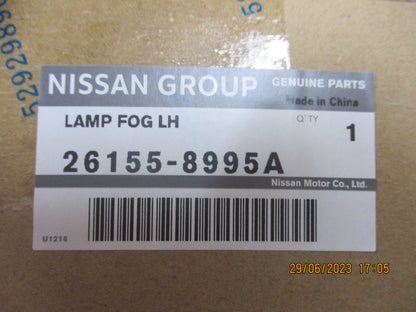 5292989
NISSAN GROUP
GENUINE PARTS
Made in China
LAMP FOG LH
Q'TY
1
26155-8995A
Nissan Motor Co., Ltd.
U1216
29/06/2023 17:05